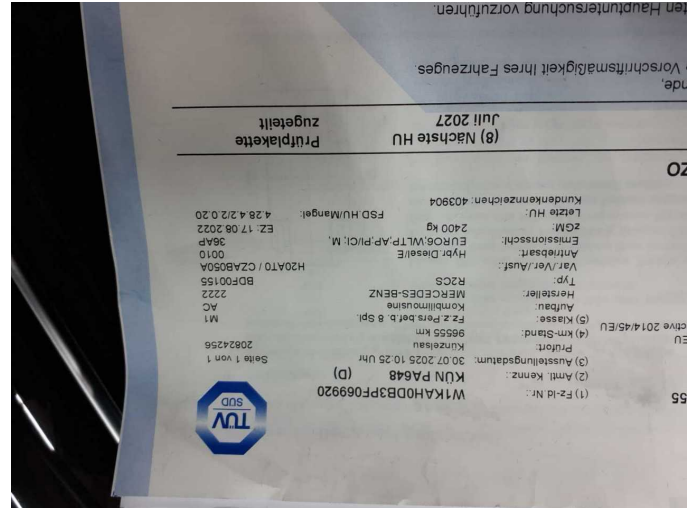 TÜV
SÜD
55
(1) Fz-Id-Nr.: W1KAH0DB3PF069920
(2) Amtl. Kennz.: KÜN PA648 (D)
(3) Ausstellungsdatum: 30.07.2025 10:25 Uhr Seite 1 von 1
EU Prüfort: Künzelsau 20824256
ctive 2014/45/EU (4) km-Stand: 96596 km
(5) Klasse: Fz.z.Pers.bef.b. 8 Spl. M1
Aufbau: Kombilimousine AC
Hersteller: MERCEDES-BENZ 2222
Typ: R2CS BDF00155
Var./Ver./Ausf.: H20AT0 / CZABA050
Antriebsart: Hybr.Diesel/E 0010
Emissionsschl.: EURO6;WLTP;AP;PI/CI; M, 36AP
zGM: 2400 kg EZ: 17.08.2022
Letzte HU: FSD.HU/Mangel: 4.28.4.2/2.0.20
Kundenkennzeichen: 403904
ZO
(8) Nächste HU Prüfplakette
Juli 2027 zugeteilt
nde,
Vorschriftsmäßigkeit Ihres Fahrzeuges.
ten Hauptuntersuchung vorzuführen.